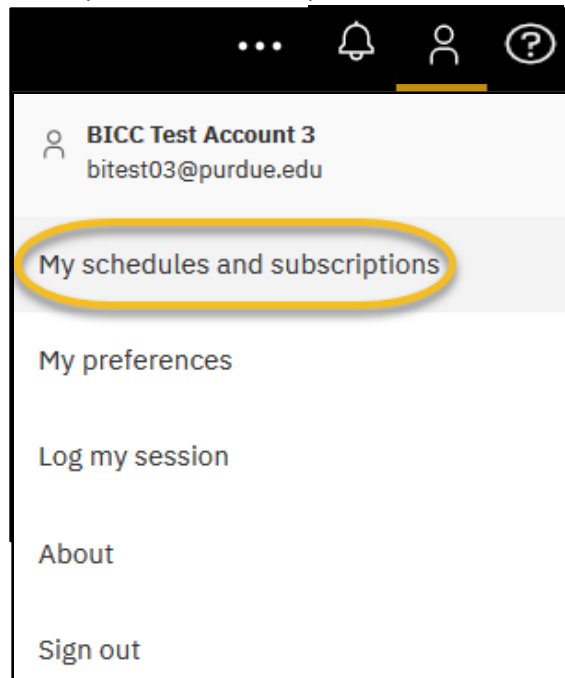 BICC Test Account 3
bitest03@purdue.edu
My schedules and subscriptions
My preferences
Log my session
About
Sign out